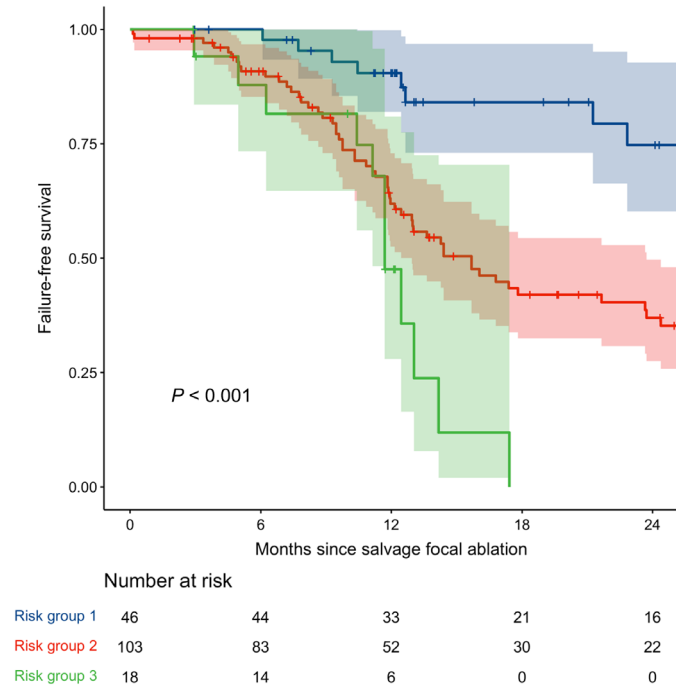 1.00
0.75
0.50
0.25
0.00
Failure-free survival
P < 0.001
0 6 12 18 24
Months since salvage focal ablation
Number at risk
Risk group 1 46 44 33 21 16
Risk group 2 103 83 52 30 22
Risk group 3 18 14 6 0 0